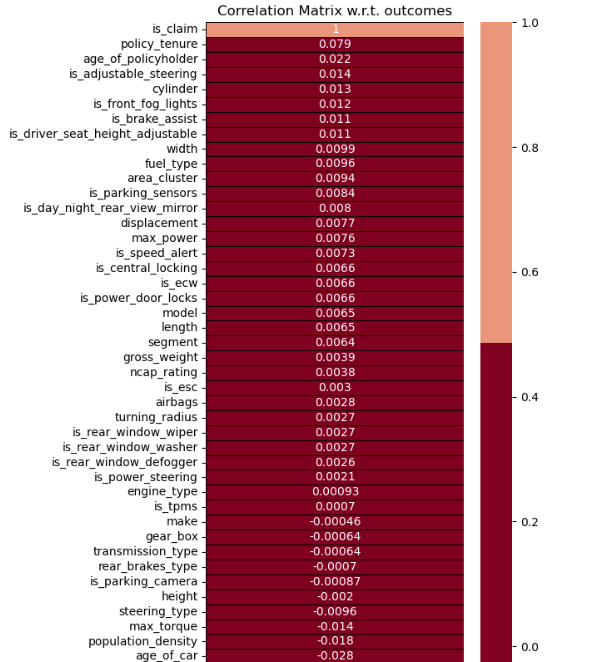 Correlation Matrix w.r.t. outcomes
is_claim 1
policy_tenure 0.079
age_of_policyholder 0.022
is_adjustable_steering 0.014
cylinder 0.013
is_front_fog_lights 0.012
is_brake_assist 0.011
is_driver_seat_height_adjustable 0.011
width 0.0099
fuel_type 0.0096
area_cluster 0.0094
is_parking_sensors 0.0084
is_day_night_rear_view_mirror 0.008
displacement 0.0077
max_power 0.0076
is_speed_alert 0.0073
is_central_locking 0.0066
is_ecw 0.0066
is_power_door_locks 0.0066
model 0.0065
length 0.0065
segment 0.0064
gross_weight 0.0039
ncap_rating 0.0038
is_esc 0.003
airbags 0.0028
turning_radius 0.0027
is_rear_window_wiper 0.0027
is_rear_window_washer 0.0027
is_rear_window_defogger 0.0026
is_power_steering 0.0021
engine_type 0.00093
is_tpms 0.0007
make -0.00046
gear_box -0.00064
transmission_type -0.00064
rear_brakes_type -0.0007
is_parking_camera -0.00087
height -0.002
steering_type -0.0096
max_torque -0.014
population_density -0.018
age_of_car -0.028
1.0
0.8
0.6
0.4
0.2
0.0